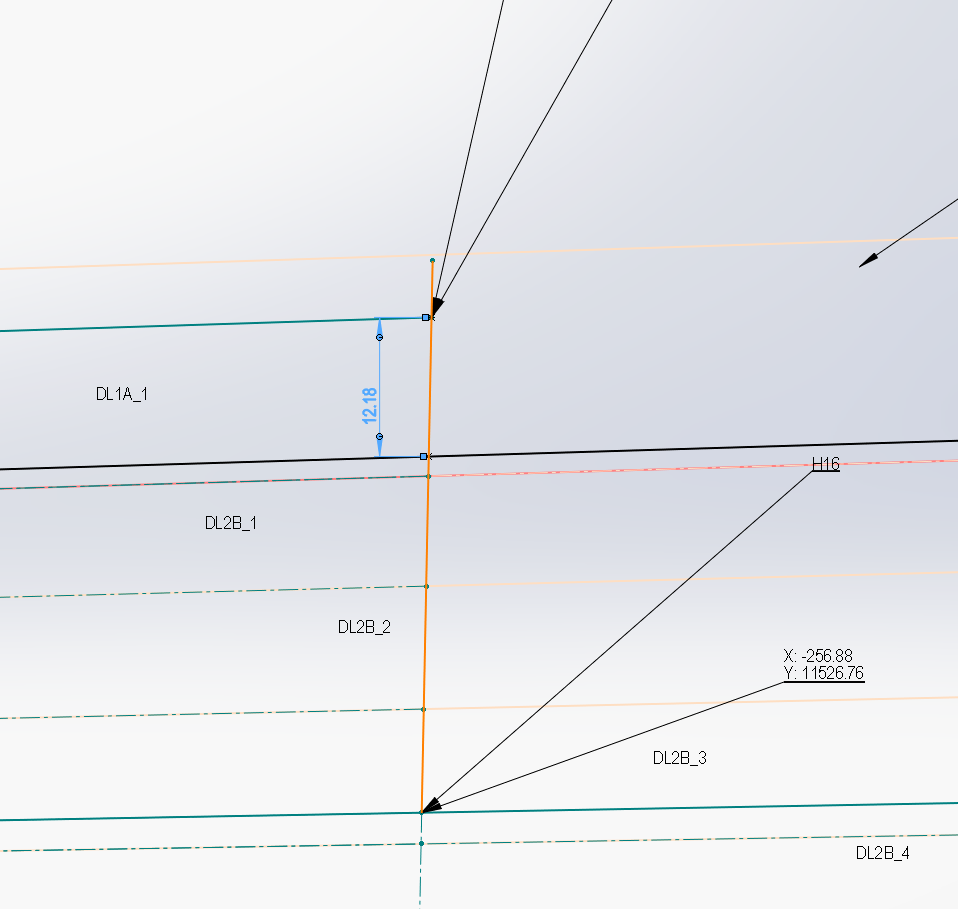 DL1A_1
12.18
H16
DL2B_1
DL2B_2
X: -256.88
Y: 11526.76
DL2B_3
DL2B_4